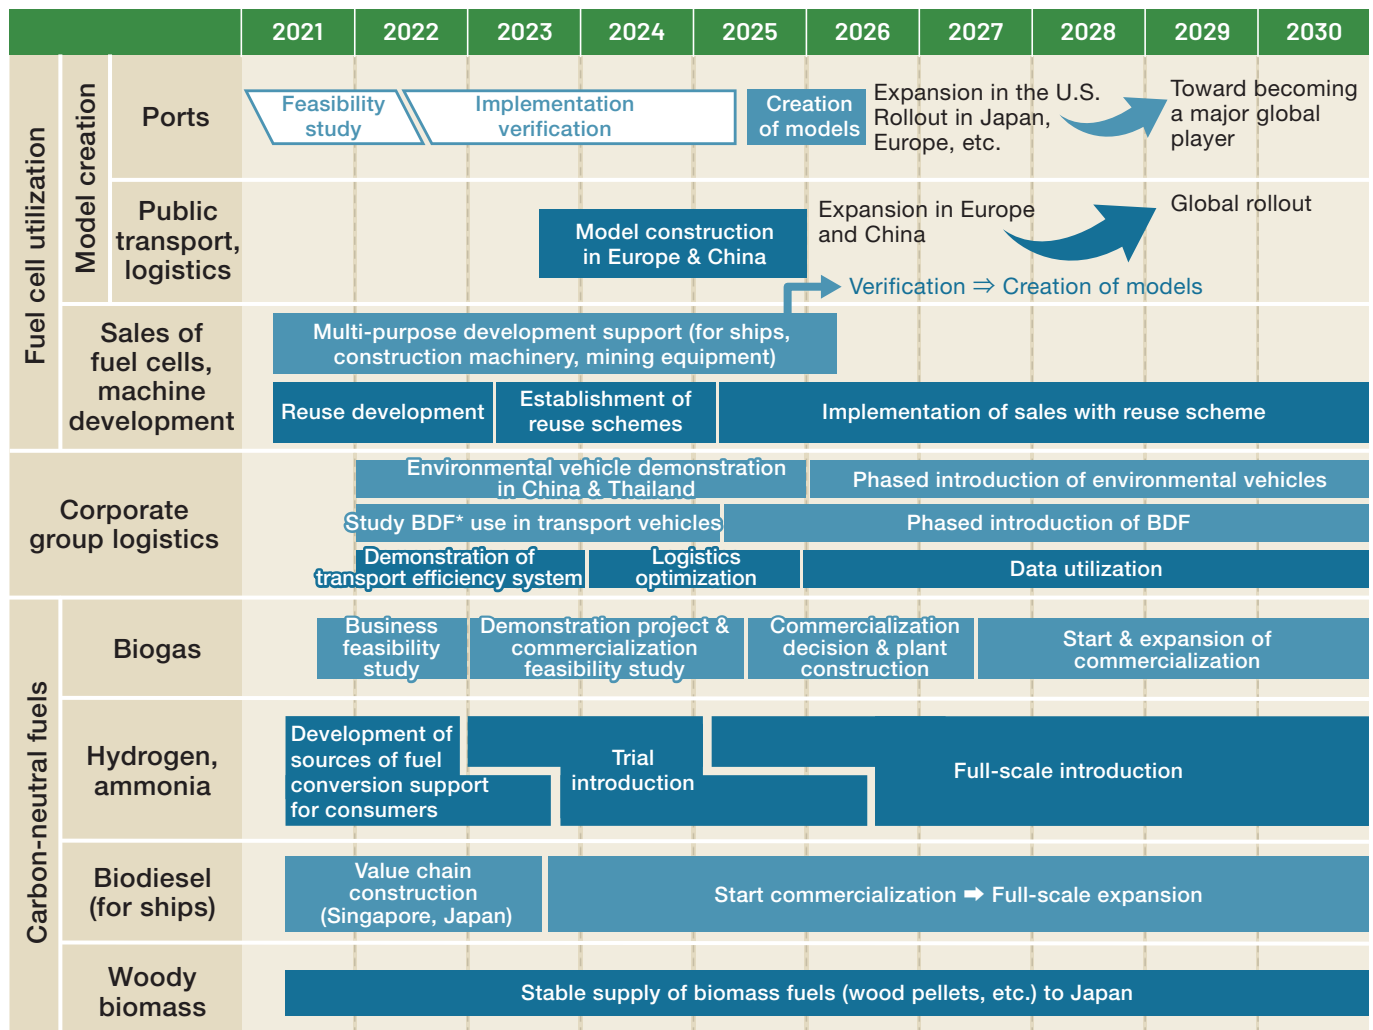 2021 2022 2023 2024 2025 2026 2027 2028 2029 2030
Fuel cell utilization
Model creation
Ports
Feasibility
study
Implementation
verification
Creation
of models
Expansion in the U.S.
Rollout in Japan,
Europe, etc.
Toward becoming
a major global
player
Public
transport,
logistics
Model construction
in Europe & China
Expansion in Europe
and China
Global rollout
Verification ⇒ Creation of models
Sales of
fuel cells,
machine
development
Multi-purpose development support (for ships,
construction machinery, mining equipment)
Reuse development
Establishment of
reuse schemes
Implementation of sales with reuse scheme
Corporate
group logistics
Environmental vehicle demonstration
in China & Thailand
Phased introduction of environmental vehicles
Study BDF* use in transport vehicles
Phased introduction of BDF
Demonstration of
transport efficiency system
Logistics
optimization
Data utilization
Carbon-neutral fuels
Biogas
Business
feasibility
study
Demonstration project &
commercialization
feasibility study
Commercialization
decision & plant
construction
Start & expansion of
commercialization
Hydrogen,
ammonia
Development of
sources of fuel
conversion support
for consumers
Trial
introduction
Full-scale introduction
Biodiesel
(for ships)
Value chain
construction
(Singapore, Japan)
Start commercialization ➡ Full-scale expansion
Woody
biomass
Stable supply of biomass fuels (wood pellets, etc.) to Japan